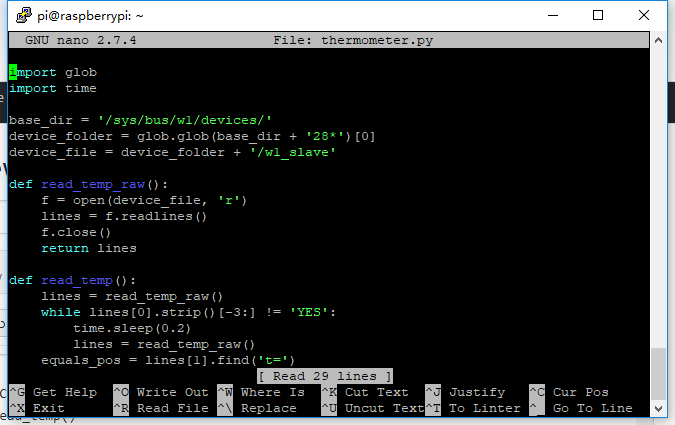 pi@raspberrypi: ~
GNU nano 2.7.4 File: thermometer.py
import glob
import time
base_dir = '/sys/bus/w1/devices/'
device_folder = glob.glob(base_dir + '28*')[0]
device_file = device_folder + '/w1_slave'
def read_temp_raw():
    f = open(device_file, 'r')
    lines = f.readlines()
    f.close()
    return lines
def read_temp():
    lines = read_temp_raw()
    while lines[0].strip()[-3:] != 'YES':
        time.sleep(0.2)
        lines = read_temp_raw()
    equals_pos = lines[1].find('t=')
[ Read 29 lines ]
^G Get Help ^O Write Out ^W Where Is ^K Cut Text ^J Justify ^C Cur Pos
^X Exit ^R Read File ^\ Replace ^U Uncut Text ^T To Linter ^_ Go To Line
ead_temp()